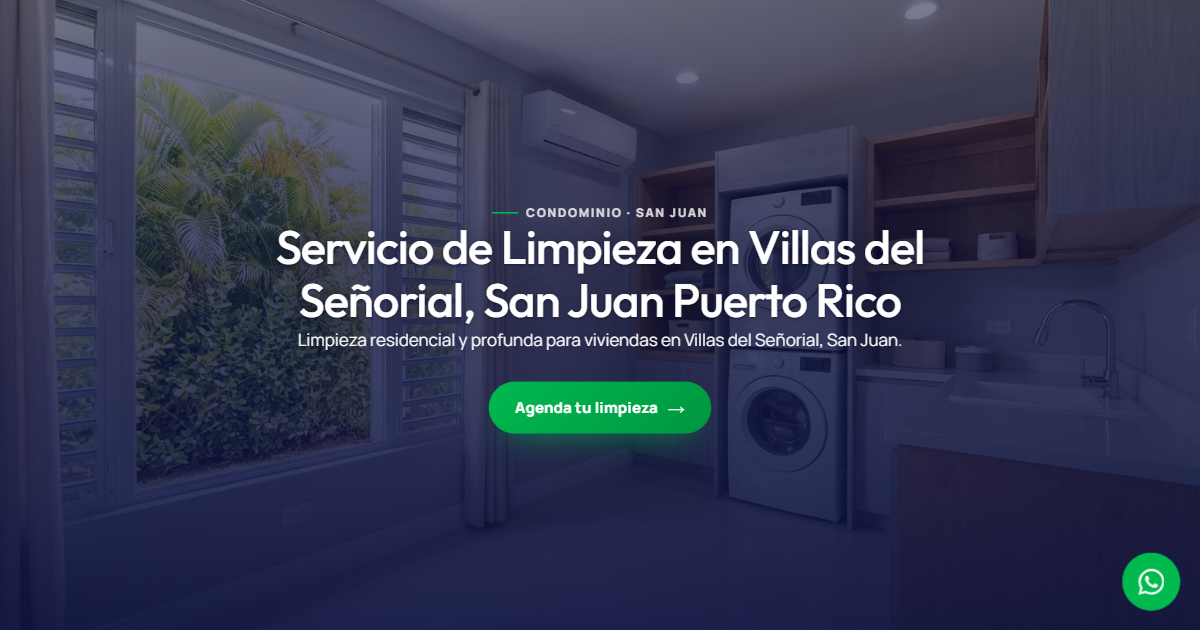 CONDOMINIO · SAN JUAN
Servicio de Limpieza en Villas del
Señorial, San Juan Puerto Rico
Limpieza residencial y profunda para viviendas en Villas del Señorial, San Juan.
Agenda tu limpieza →